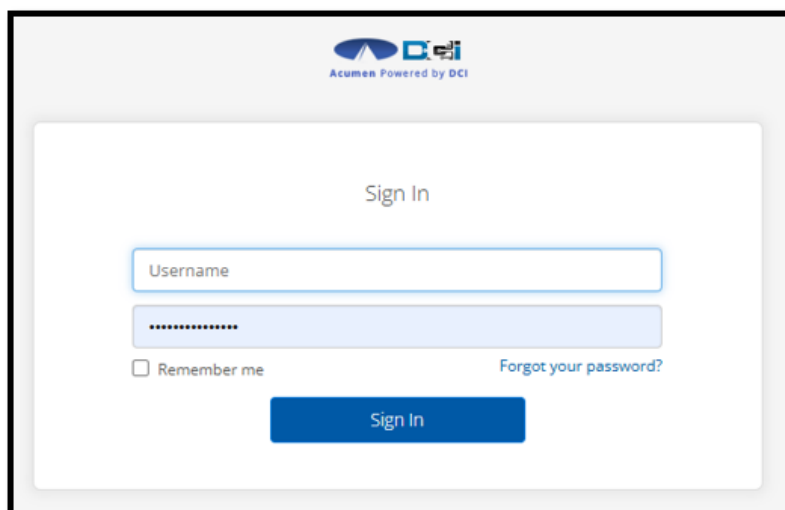 DCi
Acumen Powered by DCI
Sign In
Username
•••••••••••••••
Remember me
Forgot your password?
Sign In